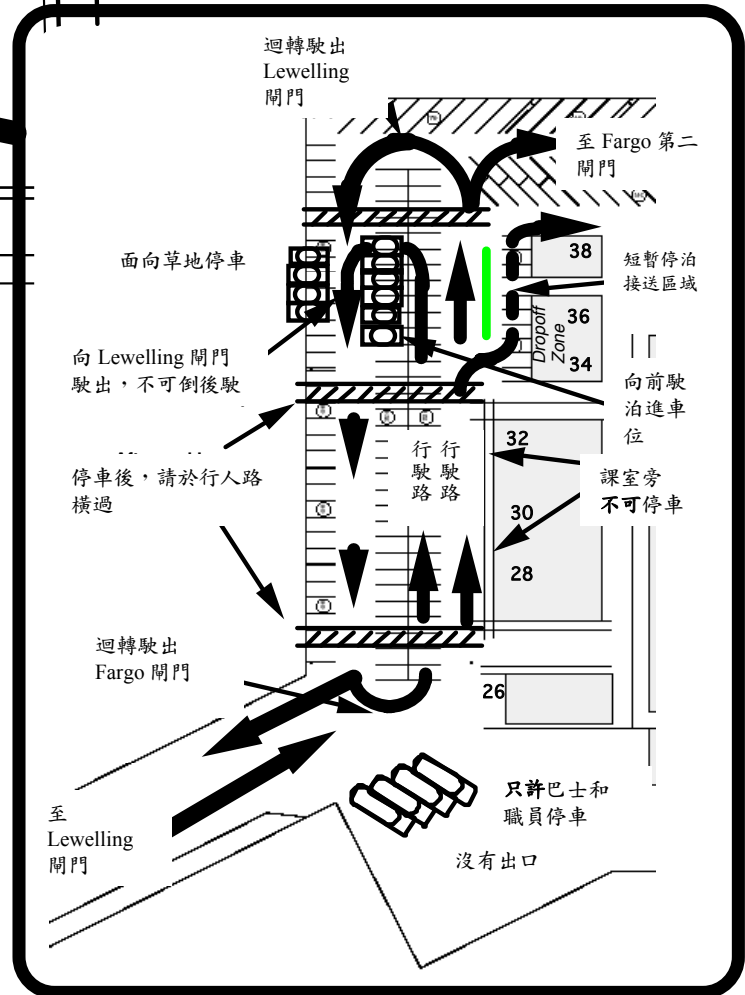 迴轉駛出
Lewelling
閘門
至 Fargo 第二
閘門
面向草地停車
38
短暫停泊
接送區域
36
Dropoff
Zone
34
向 Lewelling 閘門
駛出，不可倒後駛
向前駛
泊進車
位
32
行駛路
行駛路
停車後，請於行人路
橫過
課室旁
不可停車
30
28
迴轉駛出
Fargo 閘門
26
只許巴士和
職員停車
至
Lewelling
閘門
沒有出口